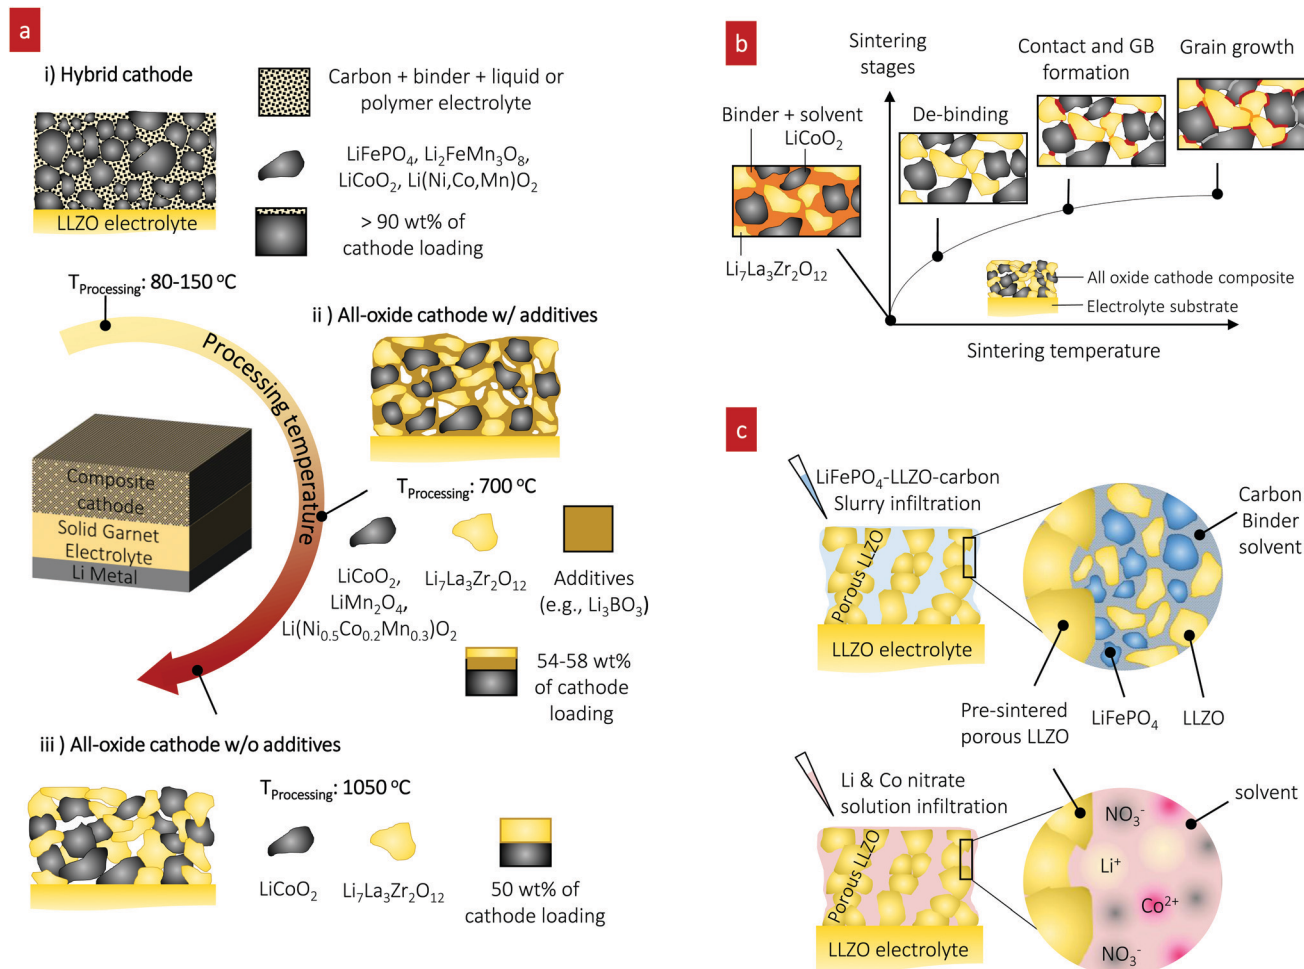 a
i) Hybrid cathode
Carbon + binder + liquid or
polymer electrolyte
LiFePO₄, Li₂FeMn₃O₈,
LiCoO₂, Li(Ni,Co,Mn)O₂
LLZO electrolyte
> 90 wt% of
cathode loading
T_Processing: 80-150 °C
Processing temperature
ii ) All-oxide cathode w/ additives
Composite
cathode
Solid Garnet
Electrolyte
Li Metal
T_Processing: 700 °C
LiCoO₂,
LiMn₂O₄,
Li(Ni₀.₅Co₀.₂Mn₀.₃)O₂
Li₇La₃Zr₂O₁₂
Additives
(e.g., Li₃BO₃)
54-58 wt%
of cathode
loading
iii ) All-oxide cathode w/o additives
T_Processing: 1050 °C
LiCoO₂
Li₇La₃Zr₂O₁₂
50 wt% of
cathode loading
b
Sintering
stages
Binder + solvent
LiCoO₂
Li₇La₃Zr₂O₁₂
De-binding
Contact and GB
formation
Grain growth
All oxide cathode composite
Electrolyte substrate
Sintering temperature
c
LiFePO₄-LLZO-carbon
Slurry infiltration
Porous LLZO
LLZO electrolyte
Carbon
Binder
solvent
Pre-sintered
porous LLZO
LiFePO₄
LLZO
Li & Co nitrate
solution infiltration
Porous LLZO
LLZO electrolyte
solvent
NO₃⁻
Li⁺
Co²⁺
NO₃⁻